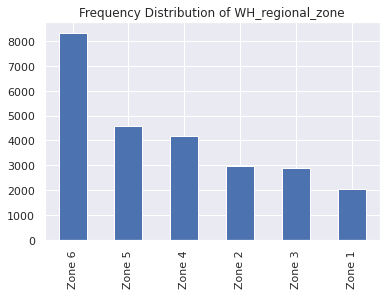 Frequency Distribution of WH_regional_zone
8000
7000
6000
5000
4000
3000
2000
1000
0
Zone 6
Zone 5
Zone 4
Zone 2
Zone 3
Zone 1